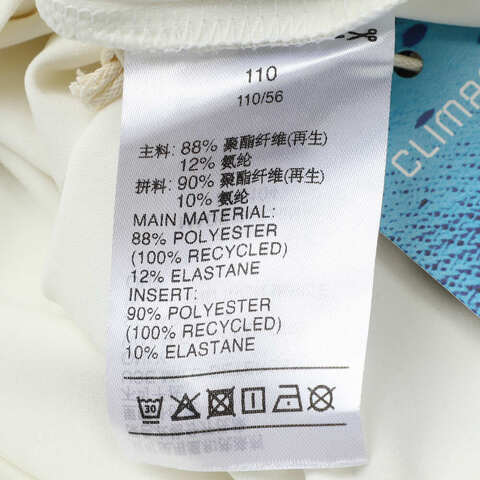 110
110/56
主料: 88% 聚酯纤维(再生)
12% 氨纶
拼料: 90% 聚酯纤维(再生)
10% 氨纶
MAIN MATERIAL:
88% POLYESTER
(100% RECYCLED)
12% ELASTANE
INSERT:
90% POLYESTER
(100% RECYCLED)
10% ELASTANE
30
CLIMA